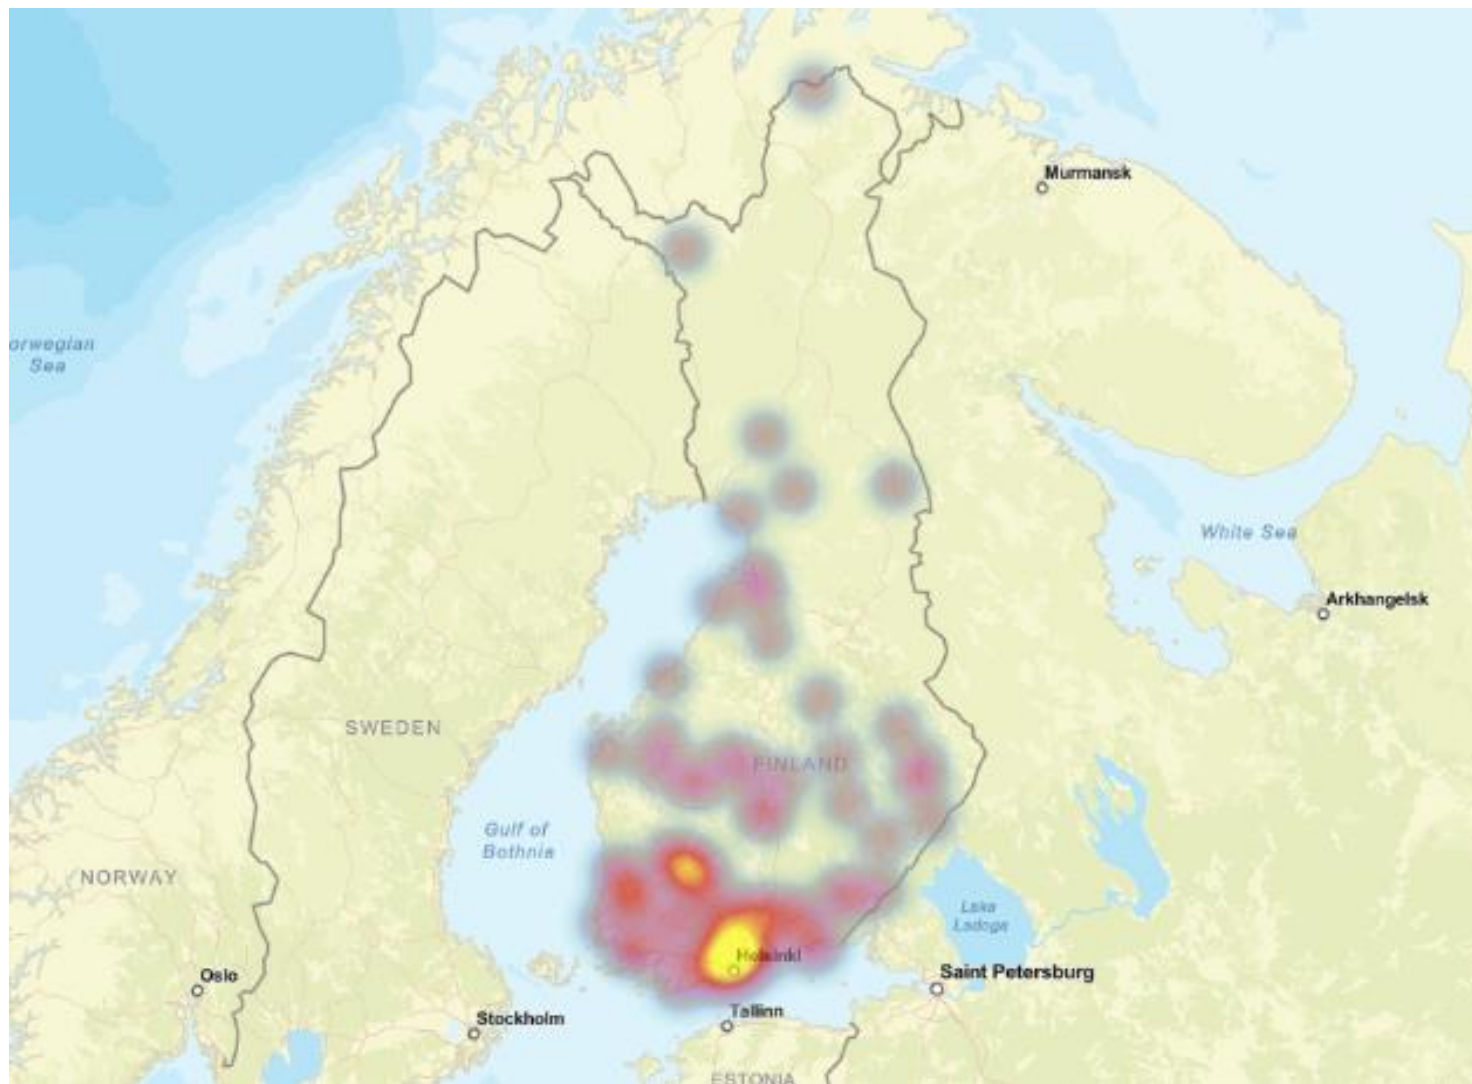 Murmansk
orwegian
Sea
White Sea
Arkhangelsk
SWEDEN
FINLAND
Gulf of
Bothnia
NORWAY
Lake
Ladoga
Helsinki
Oslo
Saint Petersburg
Stockholm
Tallinn
ESTONIA